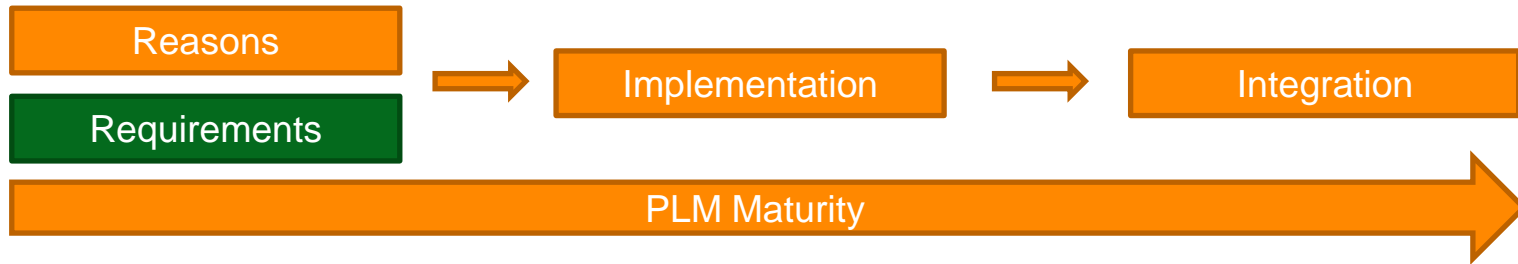 Reasons
Requirements
Implementation
Integration
PLM Maturity